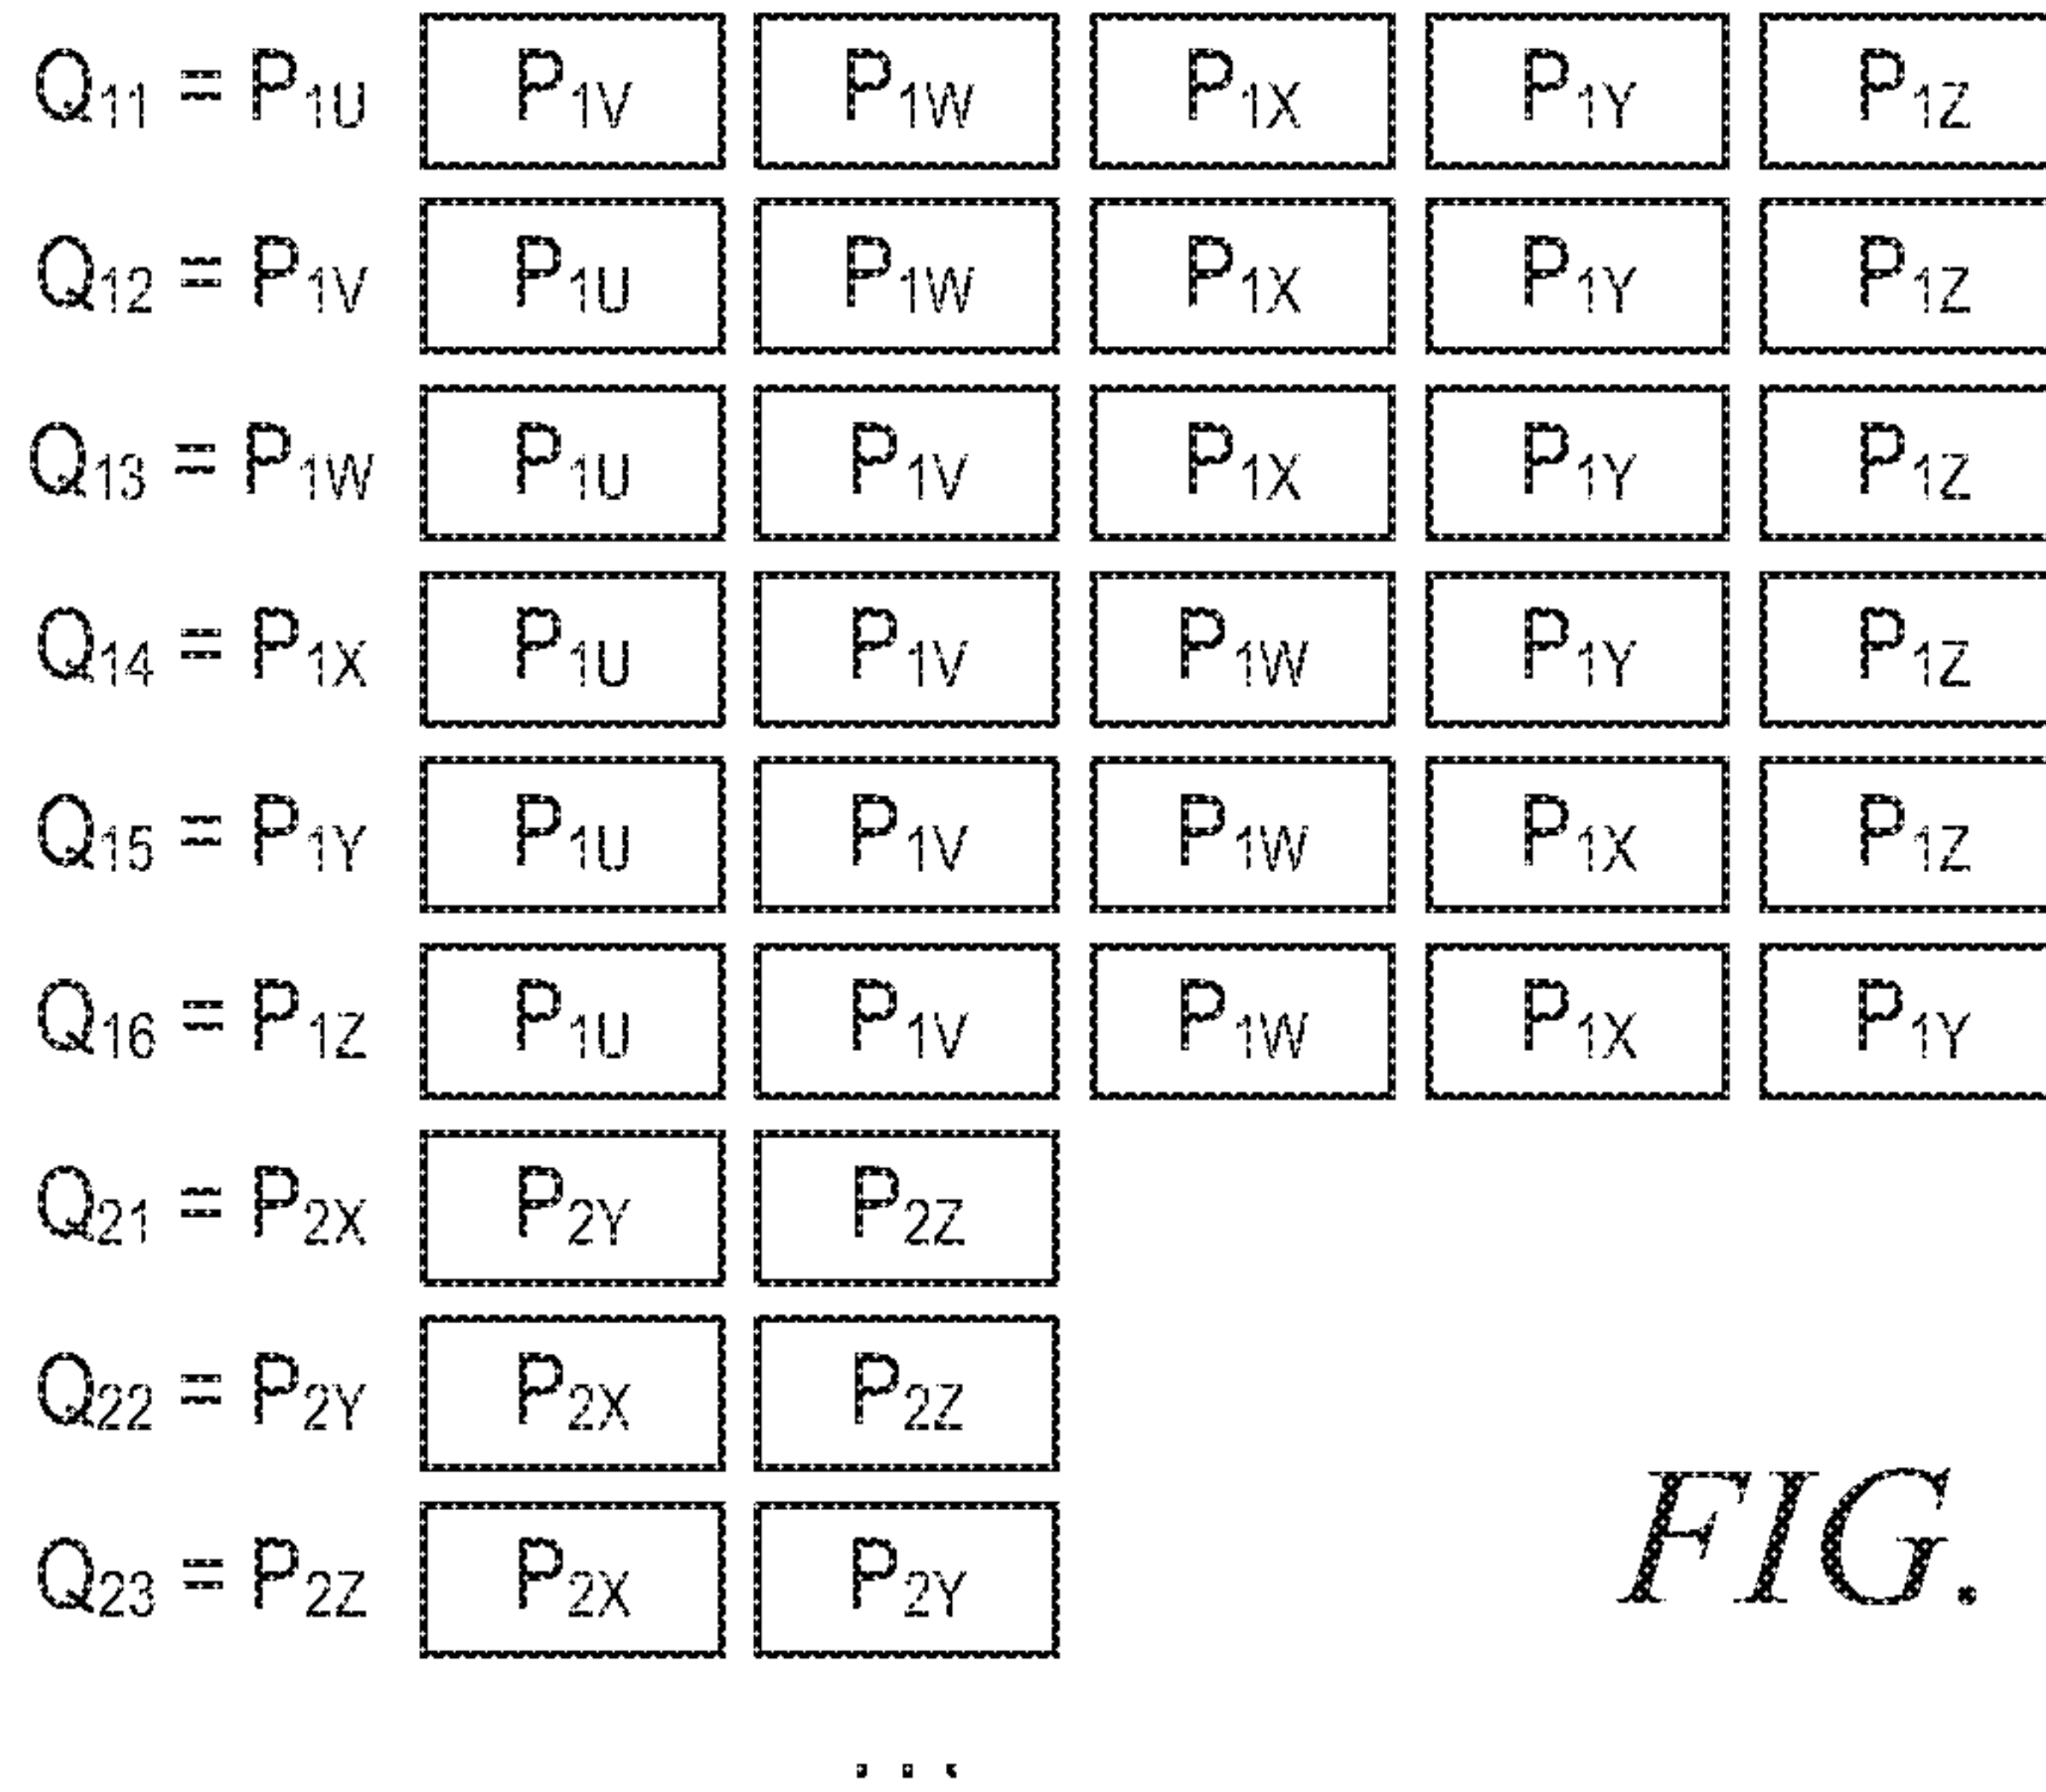 Q11 = P1U P1V P1W P1X P1Y P1Z
Q12 = P1V P1U P1W P1X P1Y P1Z
Q13 = P1W P1U P1V P1X P1Y P1Z
Q14 = P1X P1U P1V P1W P1Y P1Z
Q15 = P1Y P1U P1V P1W P1X P1Z
Q16 = P1Z P1U P1V P1W P1X P1Y
Q21 = P2X P2Y P2Z
Q22 = P2Y P2X P2Z
Q23 = P2Z P2X P2Y
FIG.
...